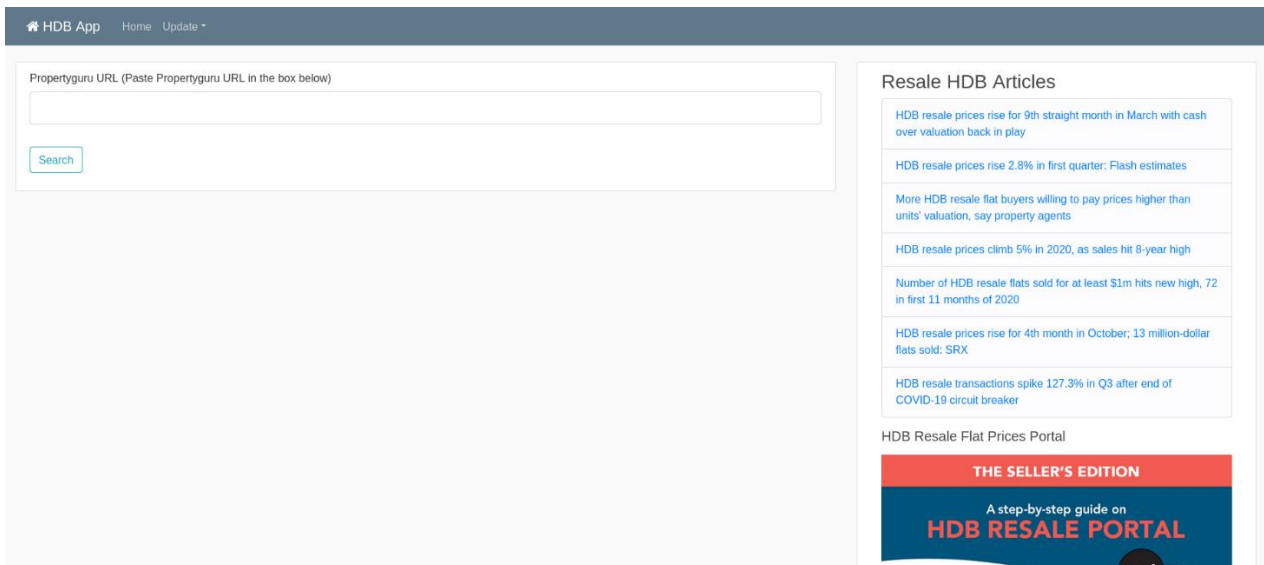 HDB App Home Update
Propertyguru URL (Paste Propertyguru URL in the box below)
Search
Resale HDB Articles
HDB resale prices rise for 9th straight month in March with cash
over valuation back in play
HDB resale prices rise 2.8% in first quarter: Flash estimates
More HDB resale flat buyers willing to pay prices higher than
units' valuation, say property agents
HDB resale prices climb 5% in 2020, as sales hit 8-year high
Number of HDB resale flats sold for at least $1m hits new high, 72
in first 11 months of 2020
HDB resale prices rise for 4th month in October; 13 million-dollar
flats sold: SRX
HDB resale transactions spike 127.3% in Q3 after end of
COVID-19 circuit breaker
HDB Resale Flat Prices Portal
THE SELLER'S EDITION
A step-by-step guide on
HDB RESALE PORTAL